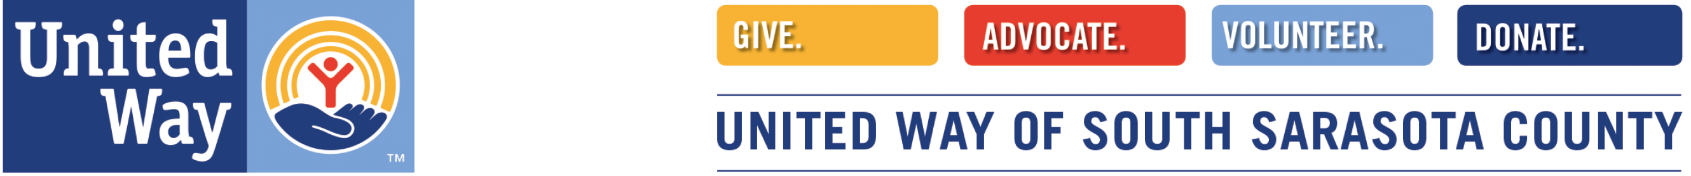 United
Way
TM
GIVE.
ADVOCATE.
VOLUNTEER.
DONATE.
UNITED WAY OF SOUTH SARASOTA COUNTY